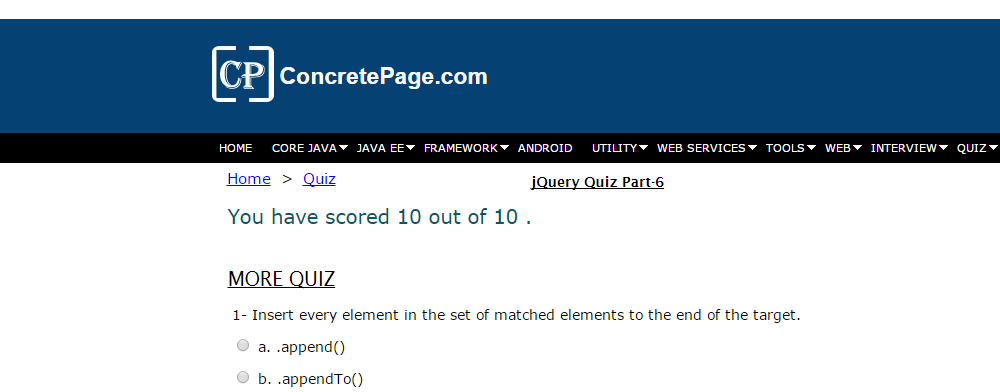 CP ConcretePage.com
HOME CORE JAVA JAVA EE FRAMEWORK ANDROID UTILITY WEB SERVICES TOOLS WEB INTERVIEW QUIZ
Home > Quiz jQuery Quiz Part-6
You have scored 10 out of 10 .
MORE QUIZ
1- Insert every element in the set of matched elements to the end of the target.
a. .append()
b. .appendTo()